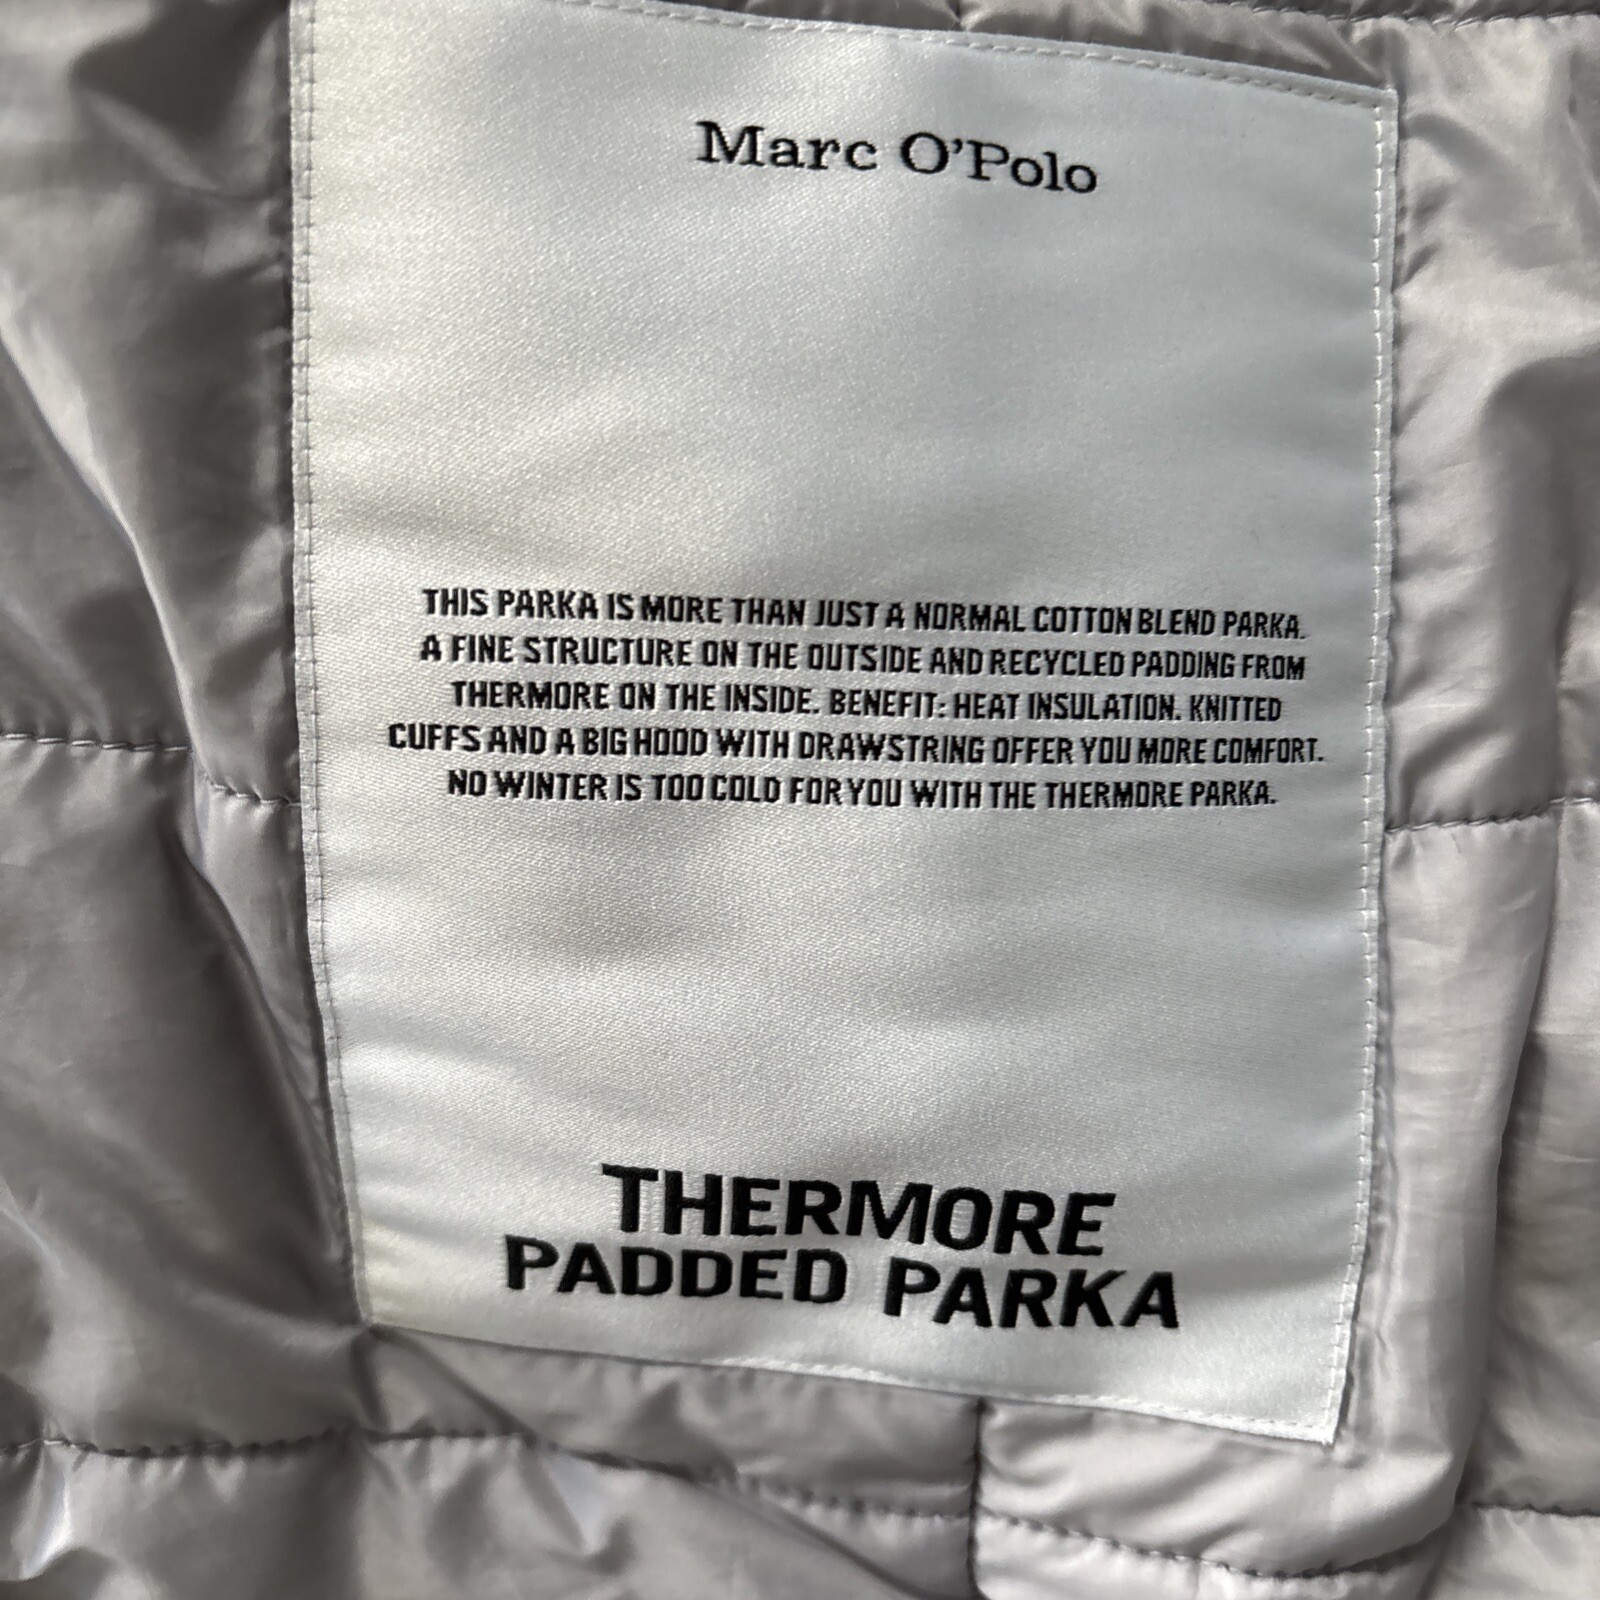 Marc O'Polo
THIS PARKA IS MORE THAN JUST A NORMAL COTTON BLEND PARKA.
A FINE STRUCTURE ON THE OUTSIDE AND RECYCLED PADDING FROM
THERMORE ON THE INSIDE. BENEFIT: HEAT INSULATION. KNITTED
CUFFS AND A BIG HOOD WITH DRAWSTRING OFFER YOU MORE COMFORT.
NO WINTER IS TOO COLD FOR YOU WITH THE THERMORE PARKA.
THERMORE
PADDED PARKA